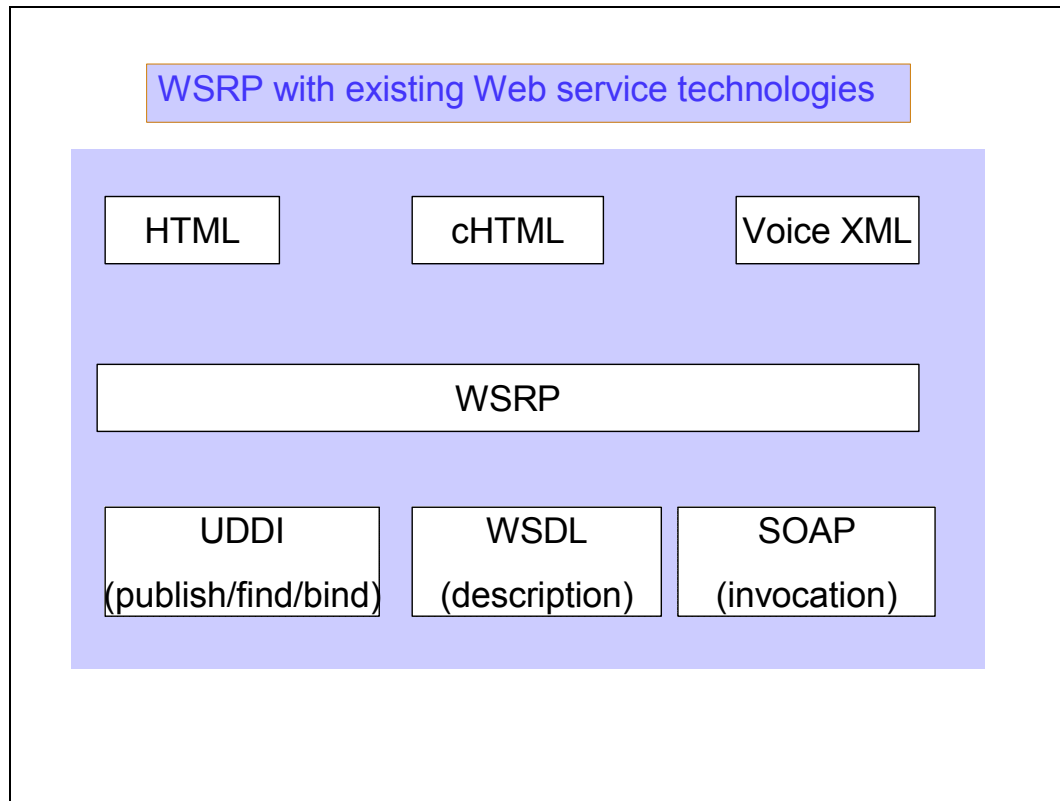 WSRP with existing Web service technologies
HTML
cHTML
Voice XML
WSRP
UDDI
(publish/find/bind)
WSDL
(description)
SOAP
(invocation)